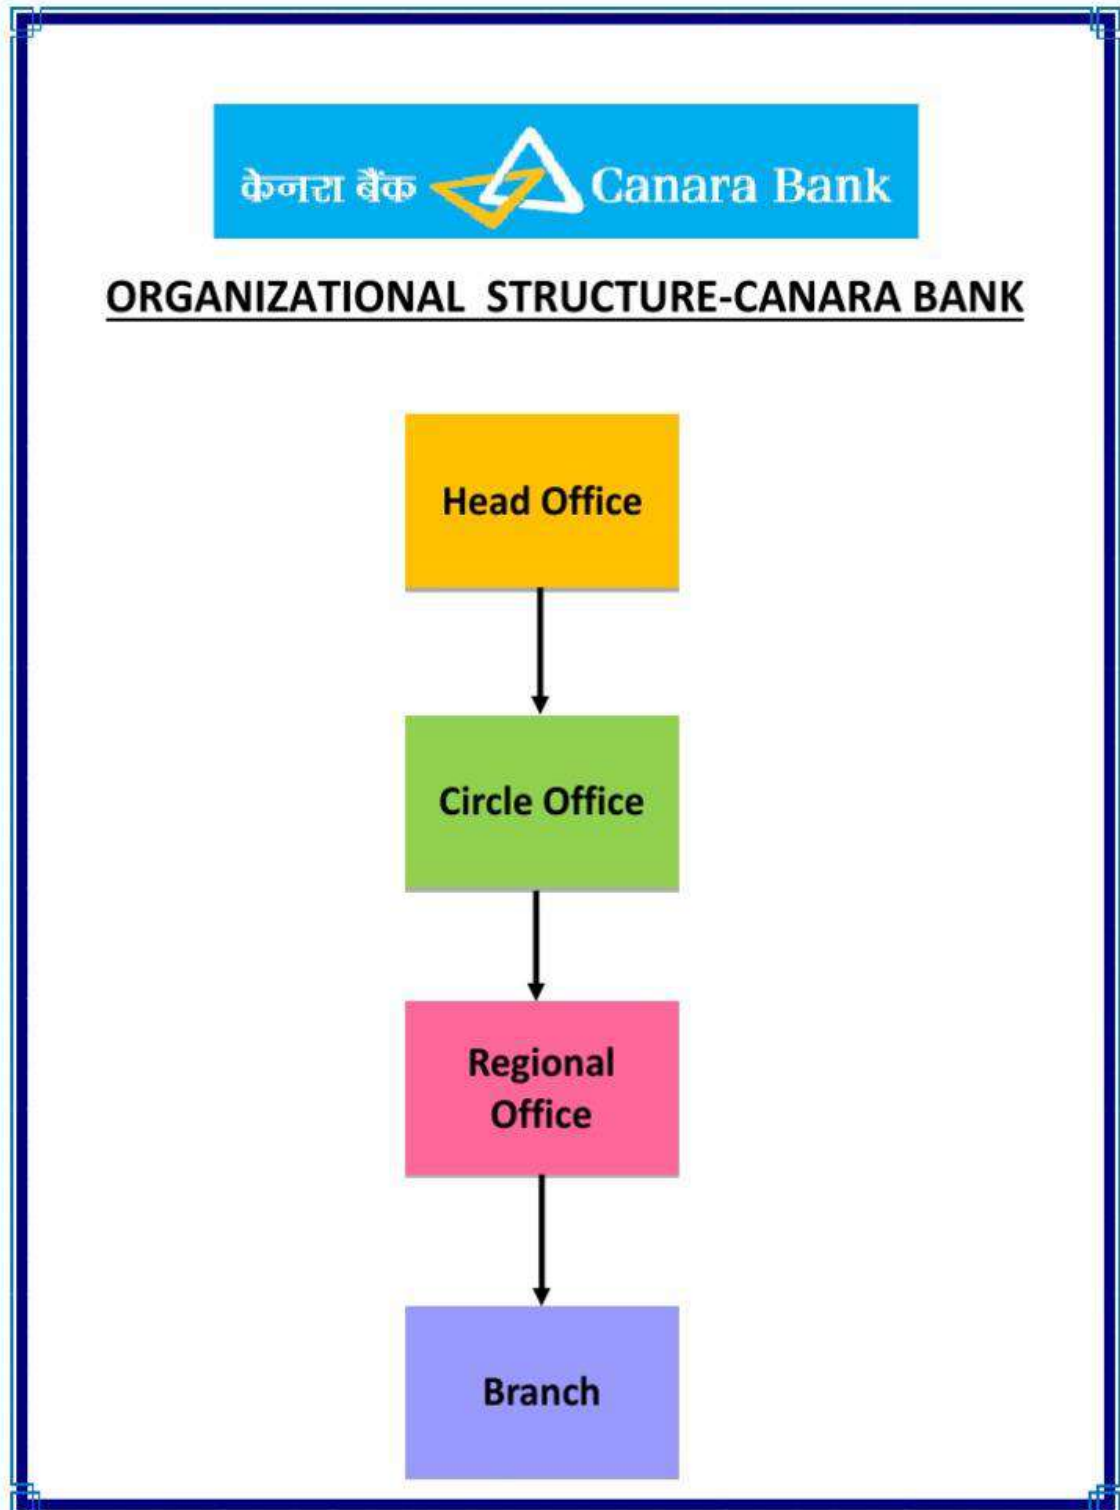 केनरा बैंक Canara Bank
ORGANIZATIONAL STRUCTURE-CANARA BANK
Head Office
Circle Office
Regional
Office
Branch